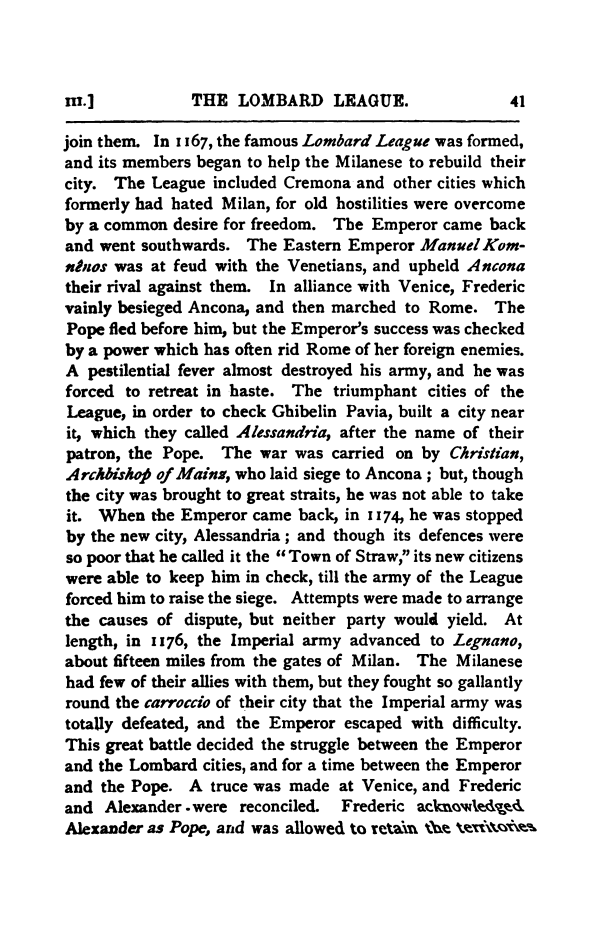 III.] THE LOMBARD LEAGUE. 41
join them. In 1167, the famous Lombard League was formed,
and its members began to help the Milanese to rebuild their
city. The League included Cremona and other cities which
formerly had hated Milan, for old hostilities were overcome
by a common desire for freedom. The Emperor came back
and went southwards. The Eastern Emperor Manuel Kom-
nênos was at feud with the Venetians, and upheld Ancona
their rival against them. In alliance with Venice, Frederic
vainly besieged Ancona, and then marched to Rome. The
Pope fled before him, but the Emperor's success was checked
by a power which has often rid Rome of her foreign enemies.
A pestilential fever almost destroyed his army, and he was
forced to retreat in haste. The triumphant cities of the
League, in order to check Ghibelin Pavia, built a city near
it, which they called Alessandria, after the name of their
patron, the Pope. The war was carried on by Christian,
Archbishop of Mainz, who laid siege to Ancona ; but, though
the city was brought to great straits, he was not able to take
it. When the Emperor came back, in 1174, he was stopped
by the new city, Alessandria ; and though its defences were
so poor that he called it the “Town of Straw,” its new citizens
were able to keep him in check, till the army of the League
forced him to raise the siege. Attempts were made to arrange
the causes of dispute, but neither party would yield. At
length, in 1176, the Imperial army advanced to Legnano,
about fifteen miles from the gates of Milan. The Milanese
had few of their allies with them, but they fought so gallantly
round the carroccio of their city that the Imperial army was
totally defeated, and the Emperor escaped with difficulty.
This great battle decided the struggle between the Emperor
and the Lombard cities, and for a time between the Emperor
and the Pope. A truce was made at Venice, and Frederic
and Alexander were reconciled. Frederic acknowledged
Alexander as Pope, and was allowed to retain the territories